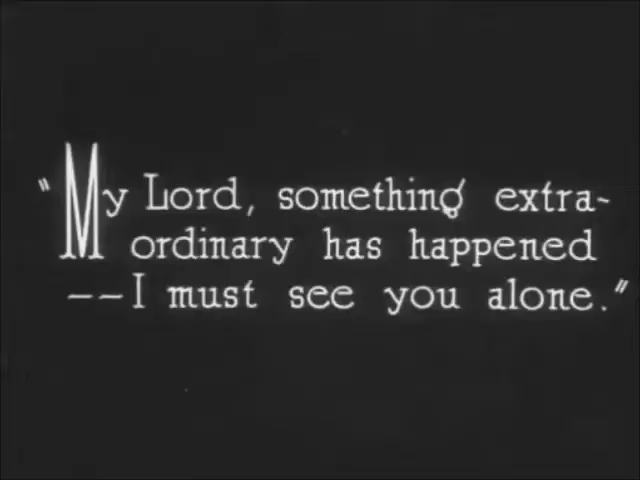 "My Lord, something extra-
ordinary has happened
--I must see you alone."